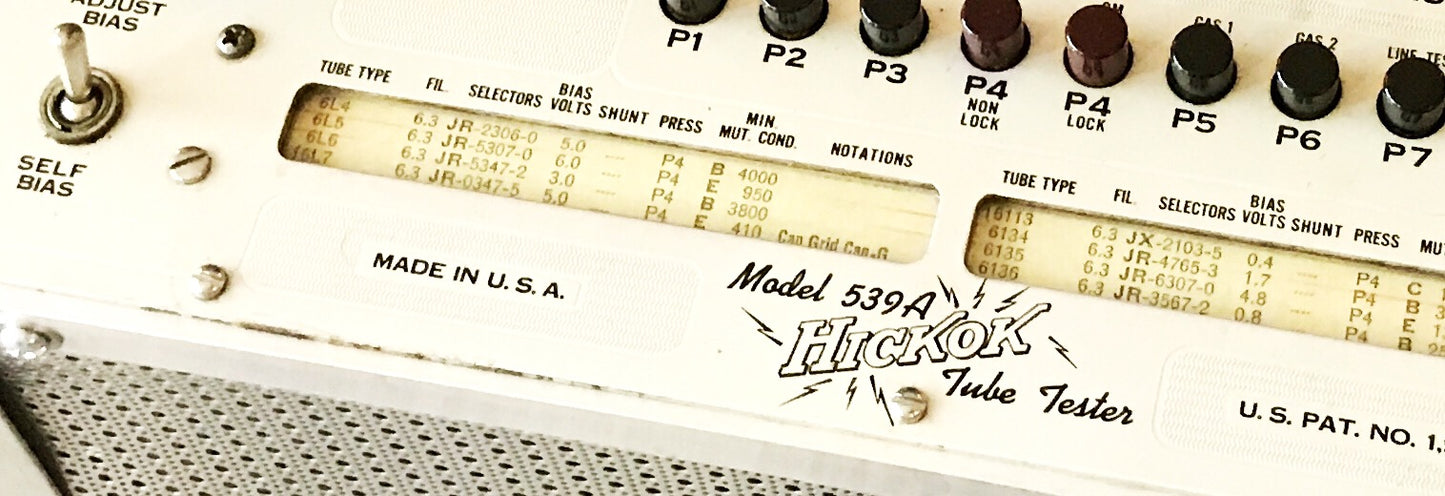 ADJUST
BIAS
SELF
BIAS
P1
P2
P3
P4
NON
LOCK
P4
LOCK
GAS 1
P5
GAS 2
P6
LINE
P7
TUBE TYPE FIL. SELECTORS BIAS VOLTS SHUNT PRESS MIN. MUT. COND. NOTATIONS
6L4 6.3 JR-2306-0 5.0 ---- P4 B 4000
6L5 6.3 JR-5307-0 6.0 ---- P4 E 950
6L6 6.3 JR-5347-2 3.0 ---- P4 B 3800
6.3 JR-0347-5 5.0 P4 E 410 Cap Grid Cap-G
TUBE TYPE FIL. SELECTORS BIAS VOLTS SHUNT PRESS
6.3 JX-2103-5 0.4 ---- P4 C
6134 6.3 JR-4765-3 1.7 ---- P4 B
6135 6.3 JR-6307-0 4.8 ---- P4 E
6136 6.3 JR-3567-2 0.8 ---- P4 B
MADE IN U. S. A.
Model 539A
HICKOK
Tube Tester
U. S. PAT. NO. 1,